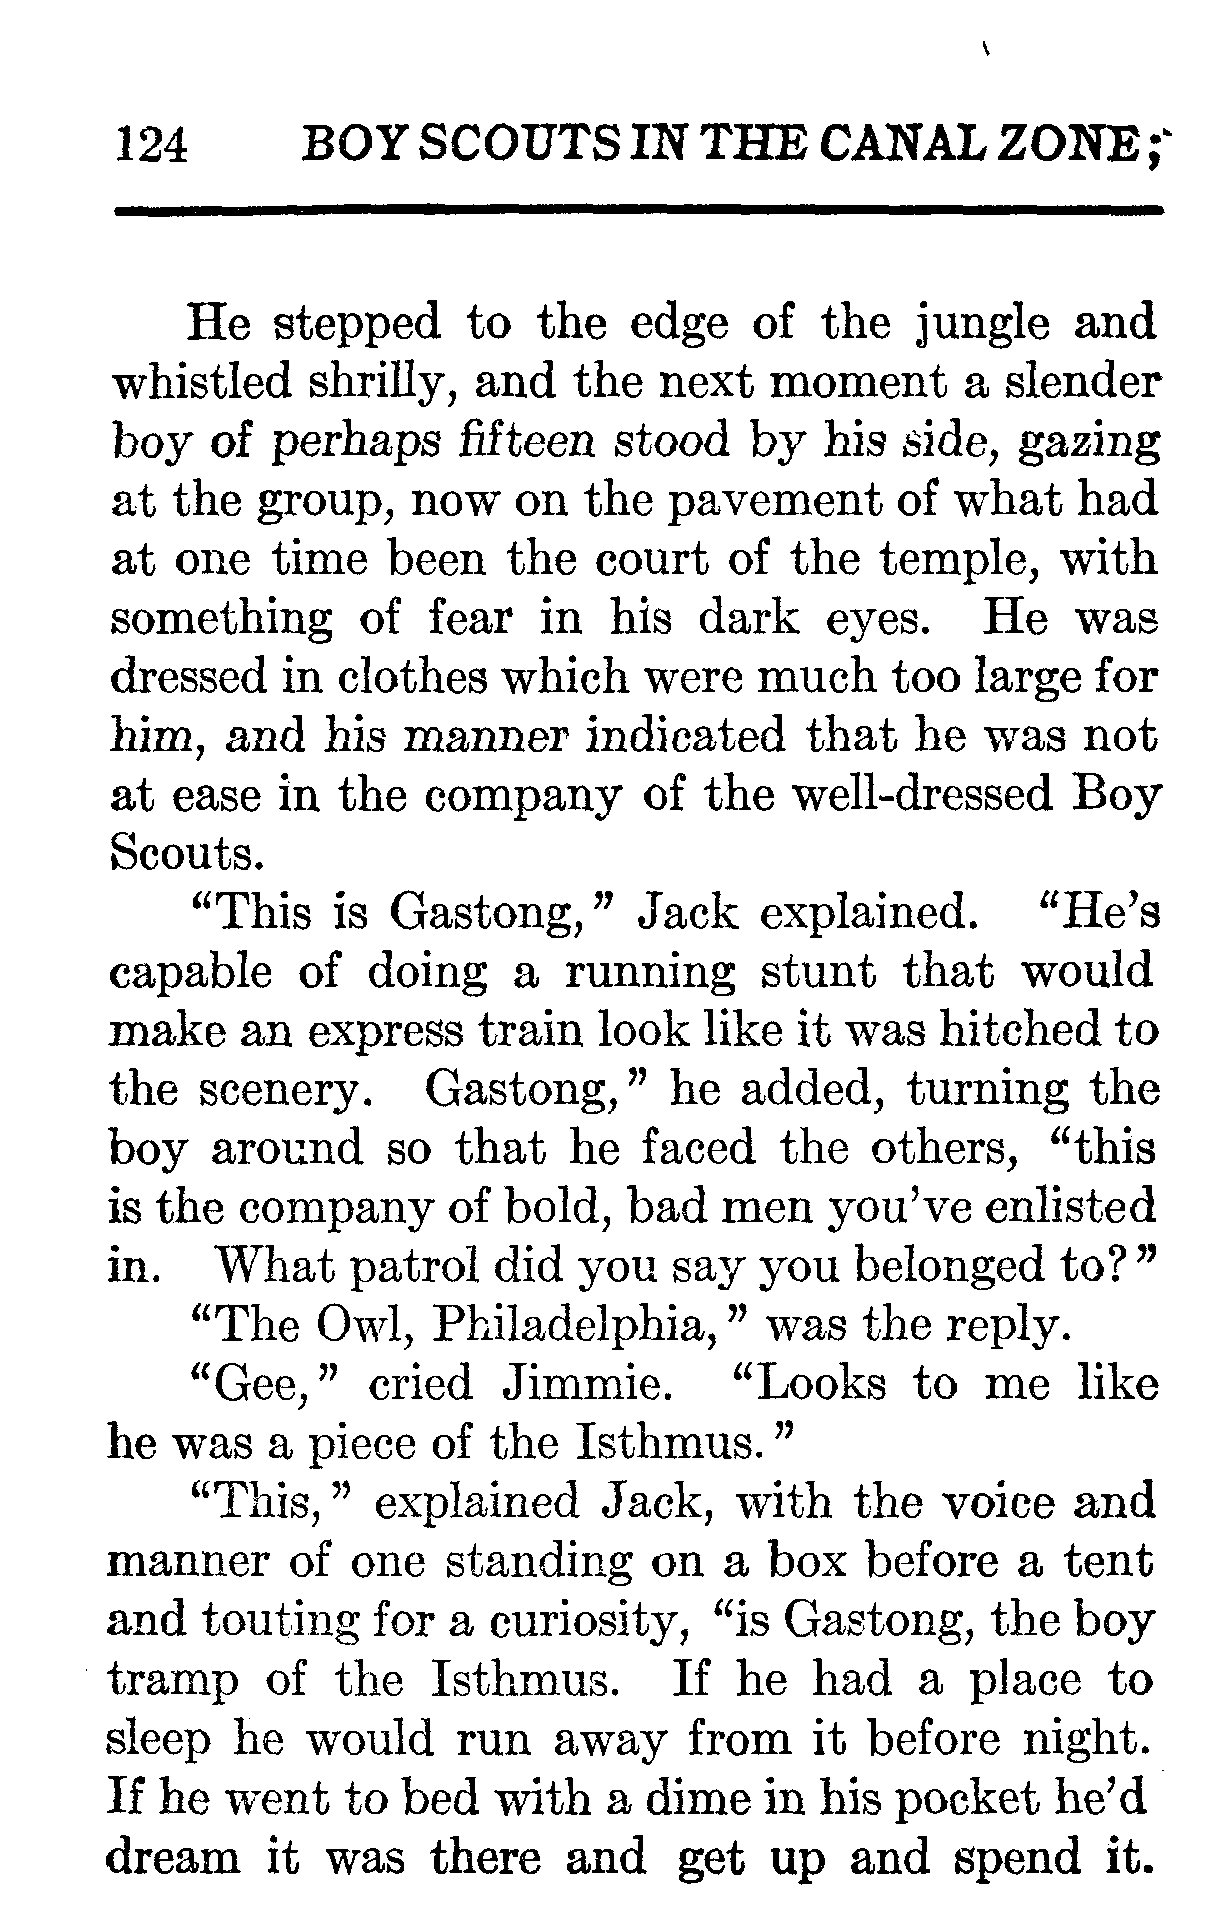 124 BOY SCOUTS IN THE CANAL ZONE;
He stepped to the edge of the jungle and
whistled shrilly, and the next moment a slender
boy of perhaps fifteen stood by his side, gazing
at the group, now on the pavement of what had
at one time been the court of the temple, with
something of fear in his dark eyes. He was
dressed in clothes which were much too large for
him, and his manner indicated that he was not
at ease in the company of the well-dressed Boy
Scouts.
“This is Gastong,” Jack explained. “He’s
capable of doing a running stunt that would
make an express train look like it was hitched to
the scenery. Gastong,” he added, turning the
boy around so that he faced the others, “this
is the company of bold, bad men you’ve enlisted
in. What patrol did you say you belonged to?”
“The Owl, Philadelphia,” was the reply.
“Gee,” cried Jimmie. “Looks to me like
he was a piece of the Isthmus.”
“This,” explained Jack, with the voice and
manner of one standing on a box before a tent
and touting for a curiosity, “is Gastong, the boy
tramp of the Isthmus. If he had a place to
sleep he would run away from it before night.
If he went to bed with a dime in his pocket he’d
dream it was there and get up and spend it.